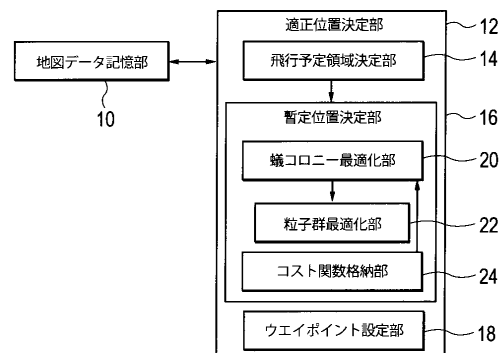 適正位置決定部
12
地図データ記憶部
10
飛行予定領域決定部
14
暫定位置決定部
16
蟻コロニー最適化部
20
粒子群最適化部
22
コスト関数格納部
24
ウエイポイント設定部
18